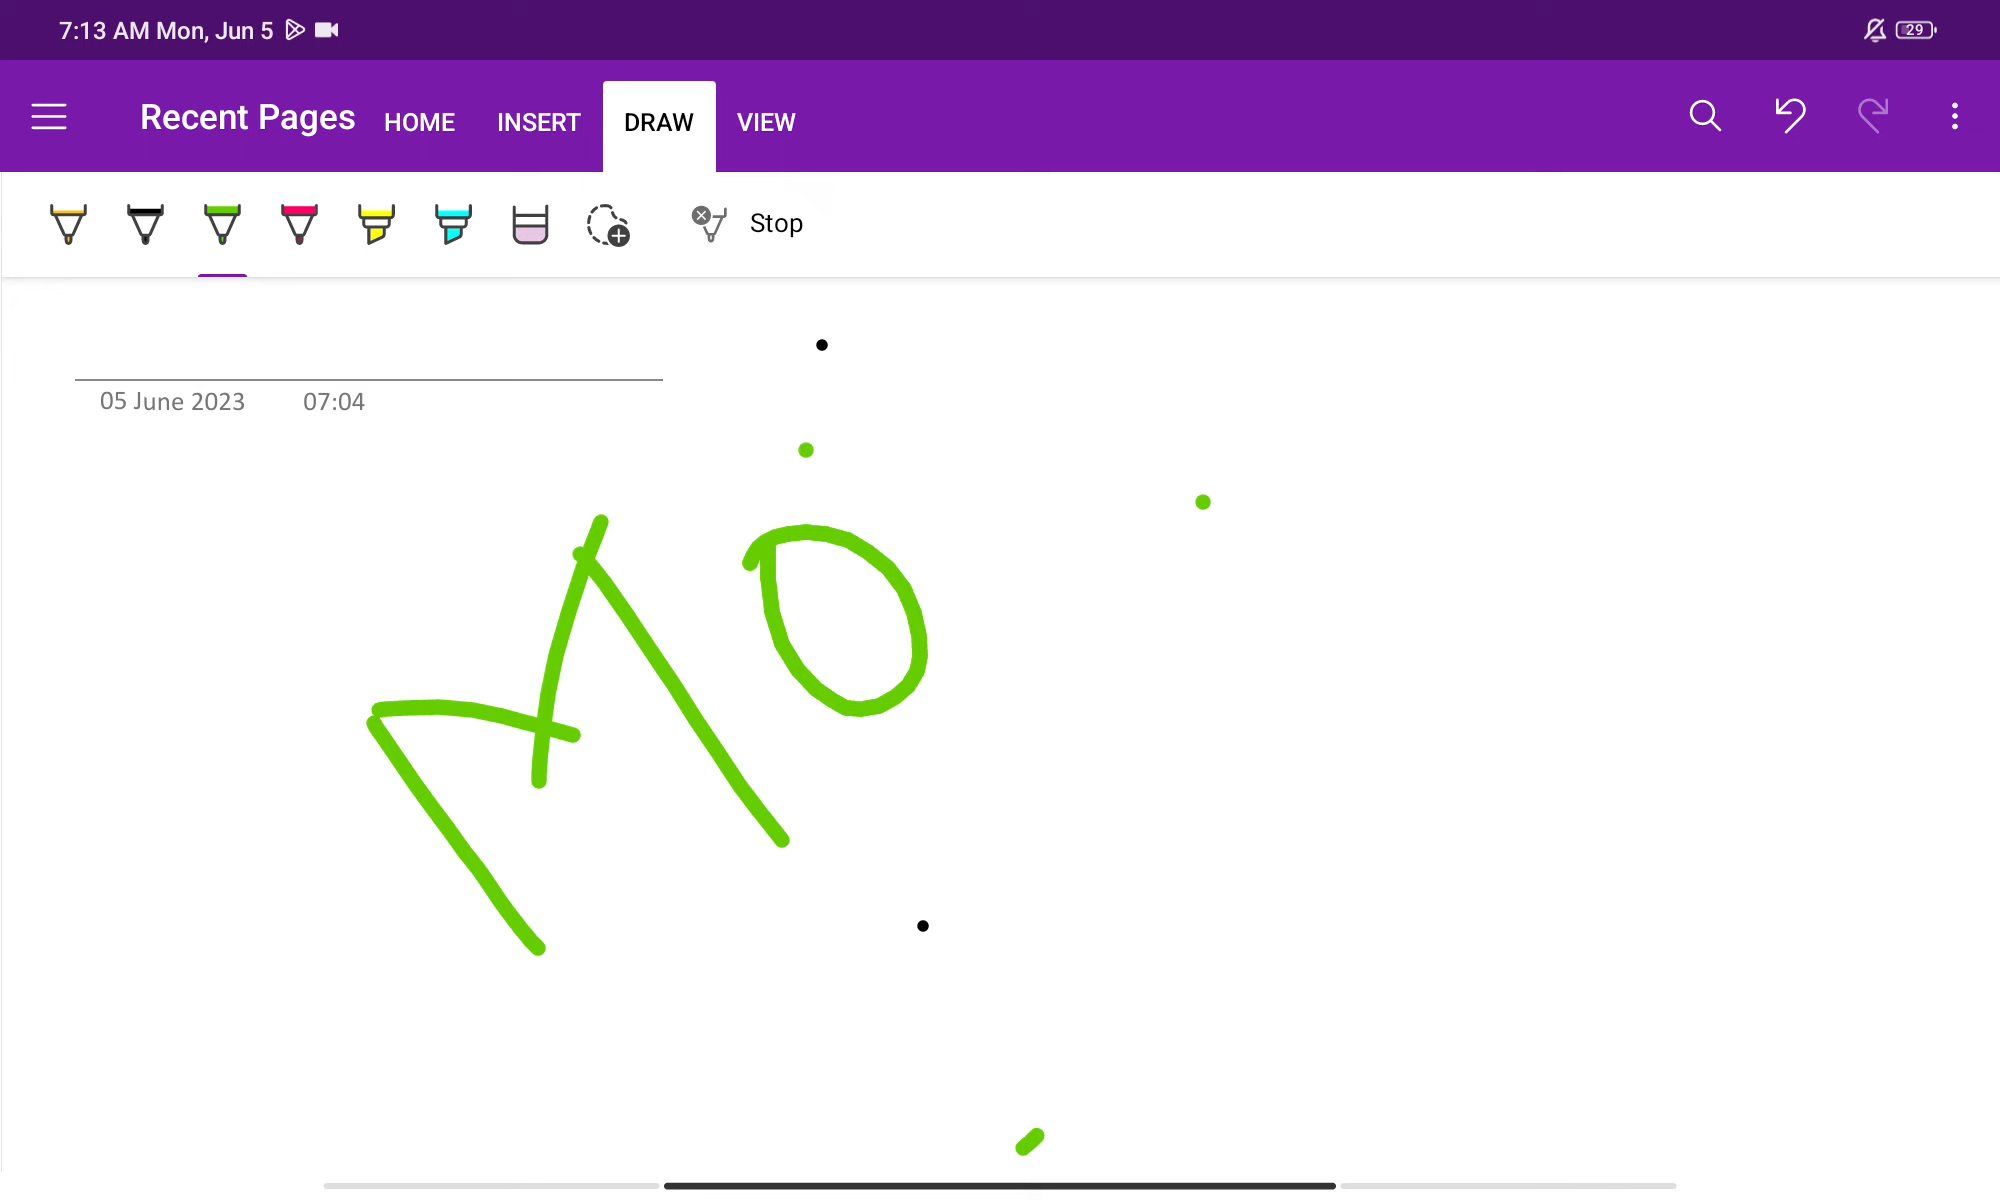 7:13 AM Mon, Jun 5 29
Recent Pages HOME INSERT DRAW VIEW
Stop
05 June 2023 07:04
MO